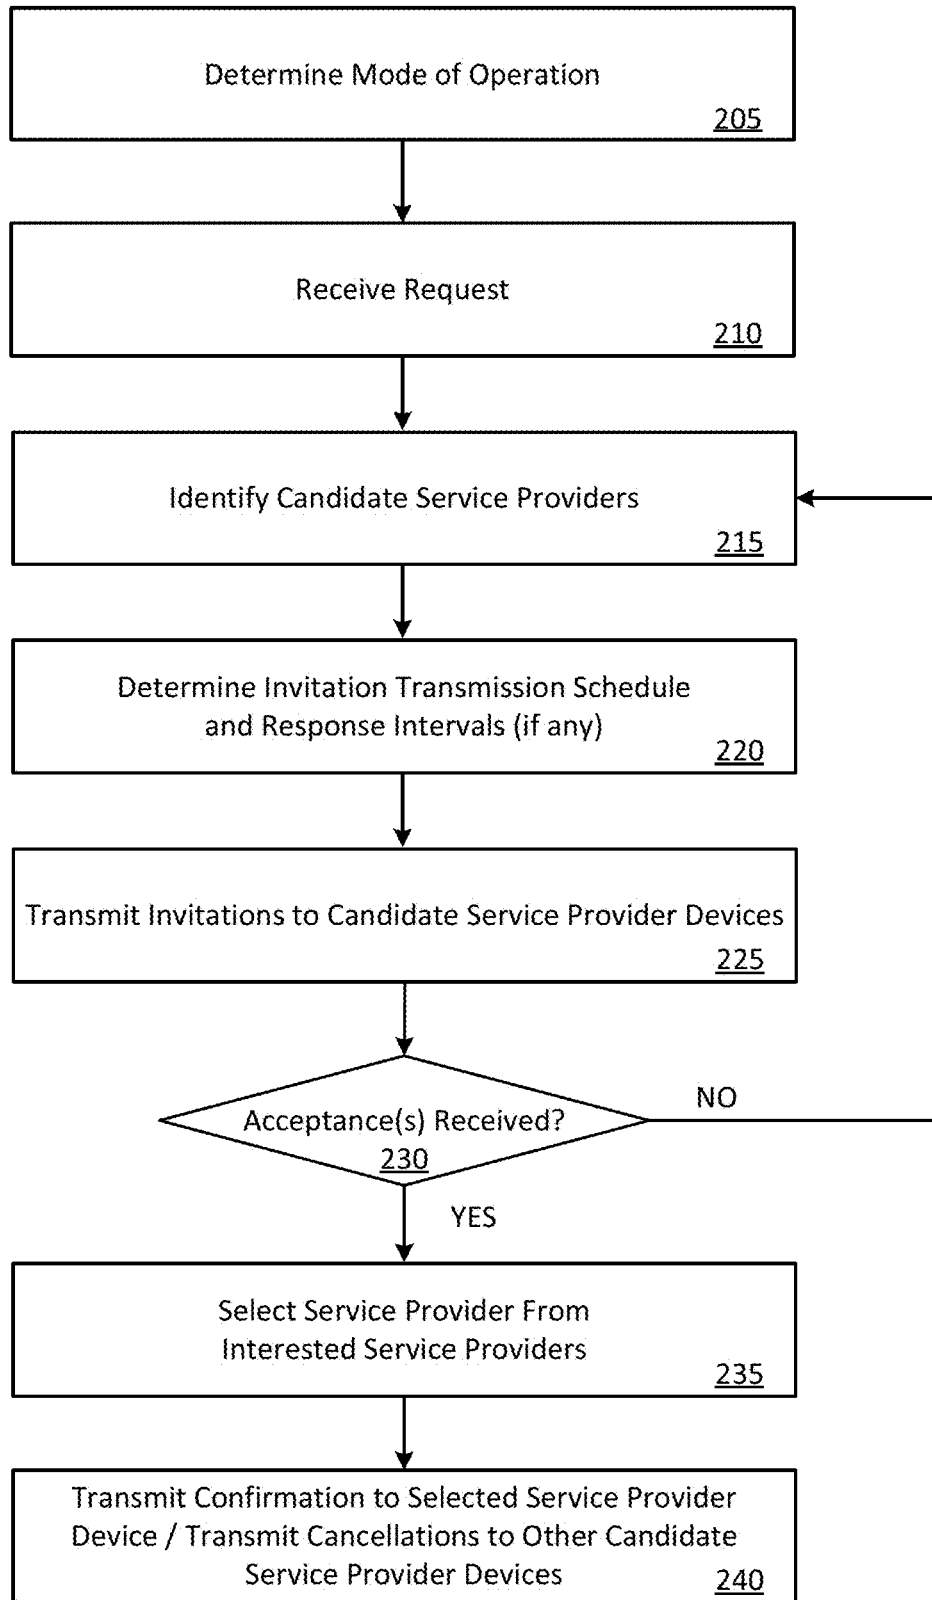 Determine Mode of Operation
205
Receive Request
210
Identify Candidate Service Providers
215
Determine Invitation Transmission Schedule
and Response Intervals (if any)
220
Transmit Invitations to Candidate Service Provider Devices
225
Acceptance(s) Received?
230
NO
YES
Select Service Provider From
Interested Service Providers
235
Transmit Confirmation to Selected Service Provider
Device / Transmit Cancellations to Other Candidate
Service Provider Devices
240